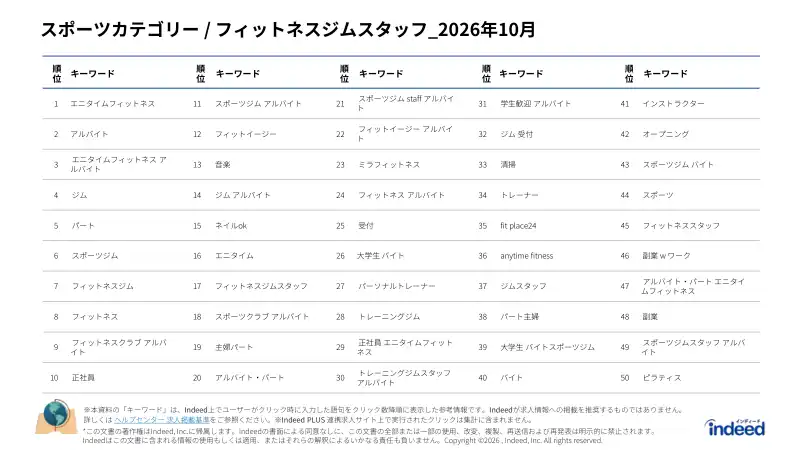 スポーツカテゴリー / フィットネスジムスタッフ_2026年10月
順位 キーワード 順位 キーワード 順位 キーワード 順位 キーワード 順位 キーワード
1 エニタイムフィットネス 11 スポーツジム アルバイト 21 スポーツジム staff アルバイト 31 学生歓迎 アルバイト 41 インストラクター
2 アルバイト 12 フィットイージー 22 フィットイージー アルバイト 32 ジム 受付 42 オープニング
3 エニタイムフィットネス アルバイト 13 音楽 23 ミラフィットネス 33 清掃 43 スポーツジム バイト
4 ジム 14 ジム アルバイト 24 フィットネス アルバイト 34 トレーナー 44 スポーツ
5 パート 15 ネイルok 25 受付 35 fit place24 45 フィットネススタッフ
6 スポーツジム 16 エニタイム 26 大学生 バイト 36 anytime fitness 46 副業 w ワーク
7 フィットネスジム 17 フィットネスジムスタッフ 27 パーソナルトレーナー 37 ジムスタッフ 47 アルバイト・パート エニタイムフィットネス
8 フィットネス 18 スポーツクラブ アルバイト 28 トレーニングジム 38 パート主婦 48 副業
9 フィットネスクラブ アルバイト 19 主婦パート 29 正社員 エニタイムフィットネス 39 大学生 バイトスポーツジム 49 スポーツジムスタッフ アルバイト
10 正社員 20 アルバイト・パート 30 トレーニングジムスタッフ アルバイト 40 バイト 50 ピラティス
※本資料の「キーワード」は、Indeed上でユーザーがクリック時に入力した語句をクリック数降順に表示した参考情報です。Indeedが求人情報への掲載を推奨するものではありません。
詳しくは ヘルプセンター 求人掲載基準をご参照ください。※Indeed PLUS 連携求人サイト上で実行されたクリックは集計に含まれません。
*この文書の著作権はIndeed, Inc.に帰属します。Indeedの書面による同意なしに、この文書の全部または一部の使用、改変、複製、再送信および再発表は明示的に禁止されます。
Indeedはこの文書に含まれる情報の使用もしくは適用、またはそれらの解釈によるいかなる責任も負いません。Copyright ©2026 , Indeed, Inc. All rights reserved.
インディード
indeed